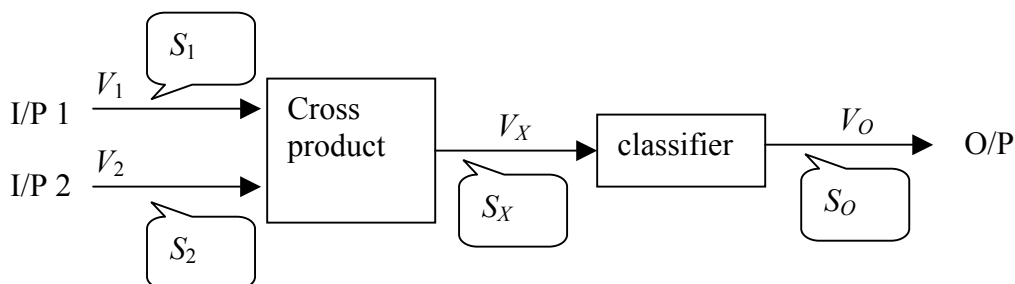 S1
V1
I/P 1
Cross
product
VX
classifier
VO
O/P
V2
I/P 2
S2
SX
SO